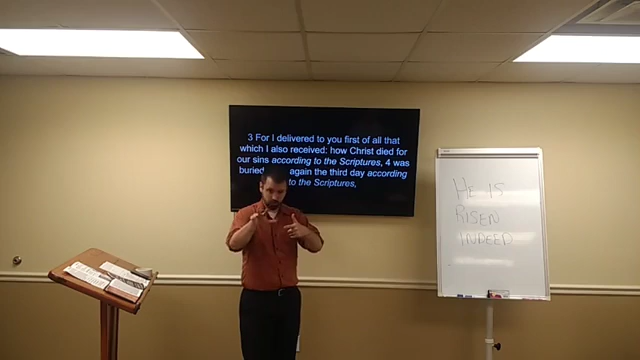 3 For I delivered to you first of all that
which I also received: how Christ died for
our sins according to the Scriptures, 4 was
buried again the third day according
to the Scriptures,
HE IS
RISEN
INDEED